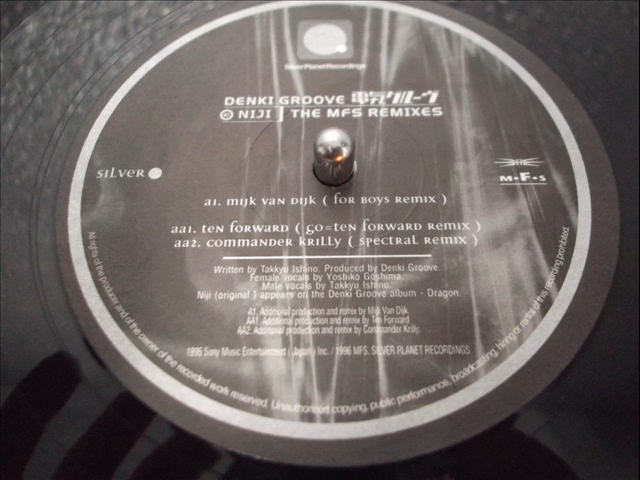 Silver Planet Recordings
DENKI GROOVE 電気グルーヴ
© NIJI | THE MFS REMIXES
silver
M·F·S
a1. mijk van dijk ( for boys remix )
aa1. ten forward ( go=ten forward remix )
aa2. commander krilly ( spectral remix )
Written by Takkyu Ishino. Produced by Denki Groove.
Female vocals by Yoshiko Goshima.
Male vocals by Takkyu Ishino.
Niji (original ) appears on the Denki Groove album - Dragon.
A1. Additional production and remix by Mijk Van Dijk.
AA1. Additional production and remix by Ten Forward
AA2. Additional production and remix by Commander Krilly.
1995 Sony Music Entertainment ( Japan ) Inc. / 1996 MFS. SILVER PLANET RECORDINGS
All rights of the producer and of the owner of the recorded work reserved. Unauthorised copying, public performance, broadcasting, hiring or rental of this recording prohibited.